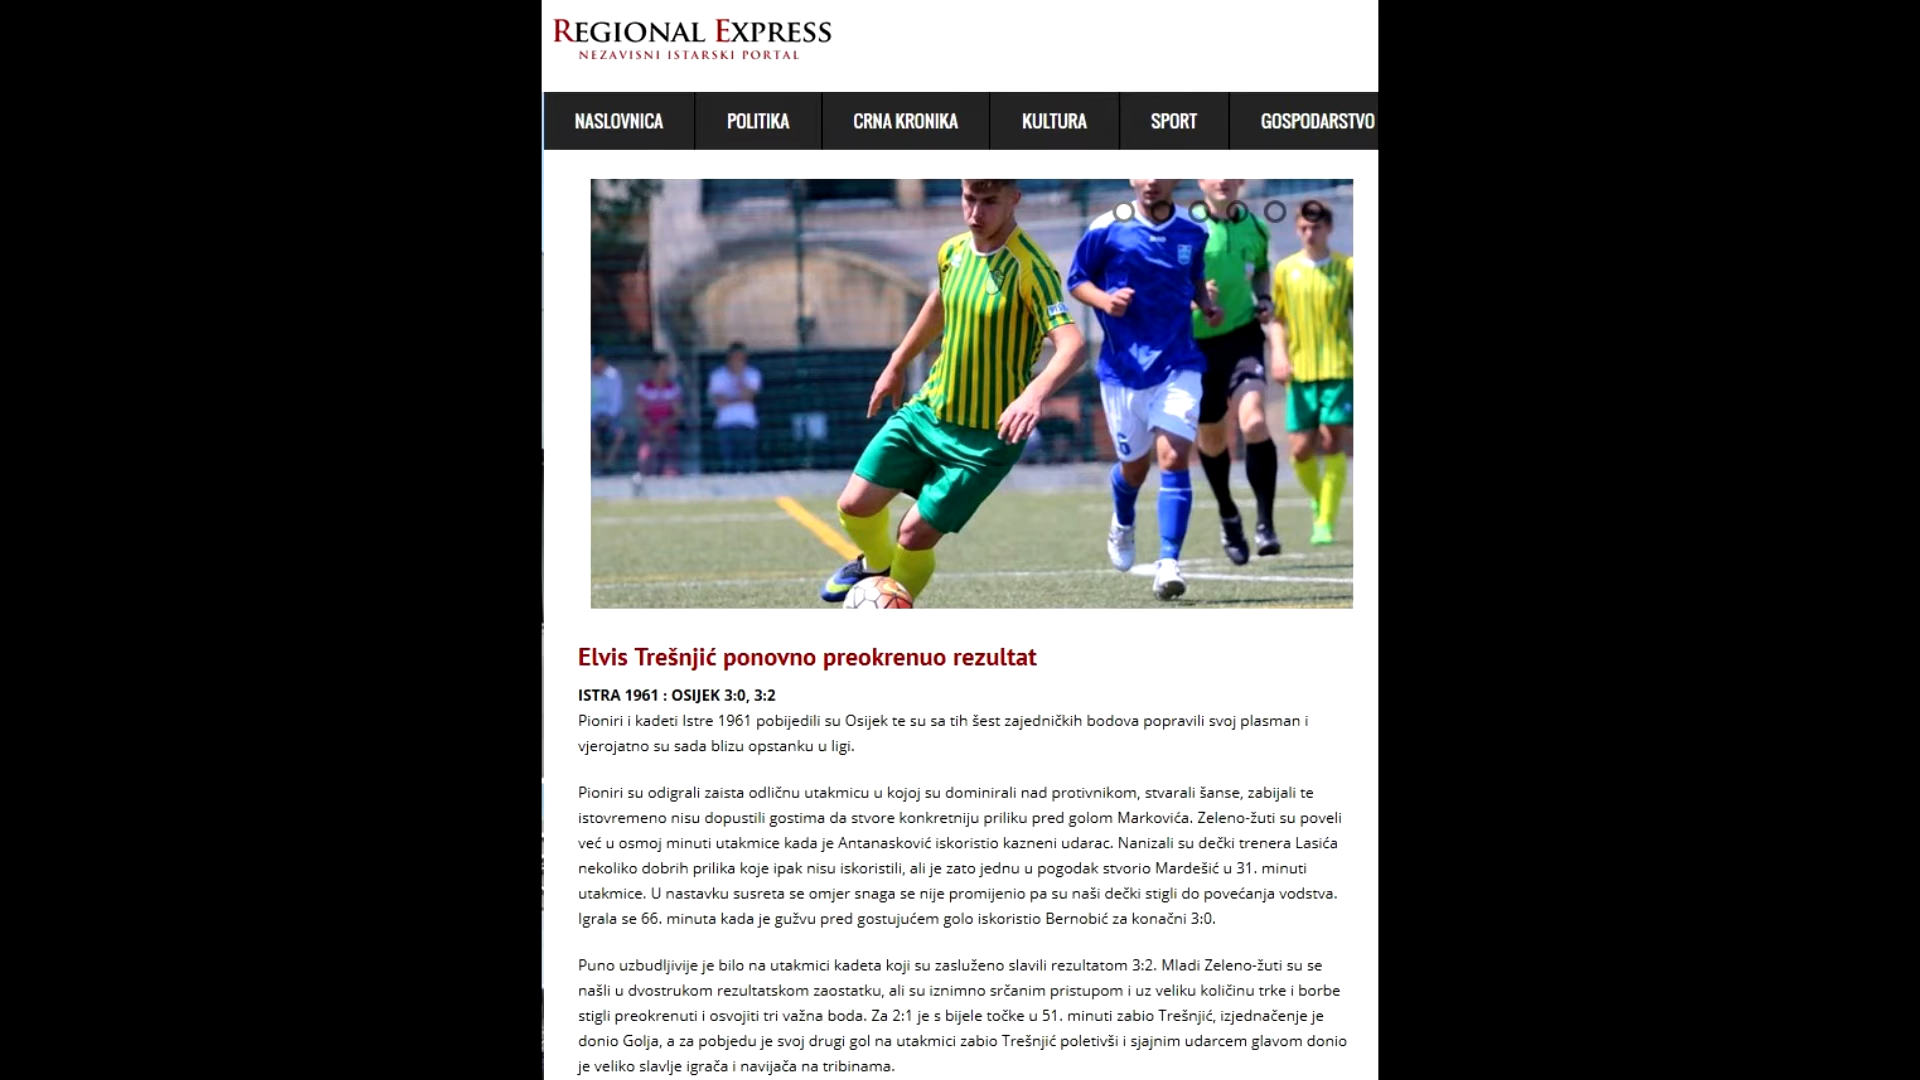 REGIONAL EXPRESS
NEZAVISNI ISTARSKI PORTAL
NASLOVNICA POLITIKA CRNA KRONIKA KULTURA SPORT GOSPODARSTVO
Elvis Trešnjić ponovno preokrenuo rezultat
ISTRA 1961 : OSIJEK 3:0, 3:2
Pioniri i kadeti Istre 1961 pobijedili su Osijek te su sa tih šest zajedničkih bodova popravili svoj plasman i
vjerojatno su sada blizu opstanku u ligi.
Pioniri su odigrali zaista odličnu utakmicu u kojoj su dominirali nad protivnikom, stvarali šanse, zabijali te
istovremeno nisu dopustili gostima da stvore konkretniju priliku pred golom Markovića. Zeleno-žuti su poveli
već u osmoj minuti utakmice kada je Antanasković iskoristio kazneni udarac. Nanizali su dečki trenera Lasića
nekoliko dobrih prilika koje ipak nisu iskoristili, ali je zato jednu u pogodak stvorio Mardešić u 31. minuti
utakmice. U nastavku susreta se omjer snaga se nije promijenio pa su naši dečki stigli do povećanja vodstva.
Igrala se 66. minuta kada je gužvu pred gostujućem golo iskoristio Bernobić za konačni 3:0.
Puno uzbudljivije je bilo na utakmici kadeta koji su zasluženo slavili rezultatom 3:2. Mladi Zeleno-žuti su se
našli u dvostrukom rezultatskom zaostatku, ali su iznimno srčanim pristupom i uz veliku količinu trke i borbe
stigli preokrenuti i osvojiti tri važna boda. Za 2:1 je s bijele točke u 51. minuti zabio Trešnjić, izjednačenje je
donio Golja, a za pobjedu je svoj drugi gol na utakmici zabio Trešnjić poletivši i sjajnim udarcem glavom donio
je veliko slavlje igrača i navijača na tribinama.